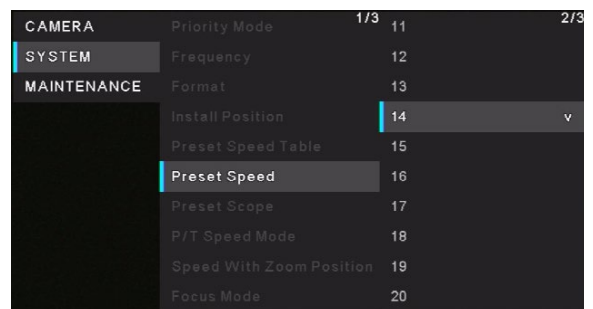 CAMERA
SYSTEM
MAINTENANCE
1/3
Priority Mode
Frequency
Format
Install Position
Preset Speed Table
Preset Speed
Preset Scope
P/T Speed Mode
Speed With Zoom Position
Focus Mode
2/3
11
12
13
14 v
15
16
17
18
19
20